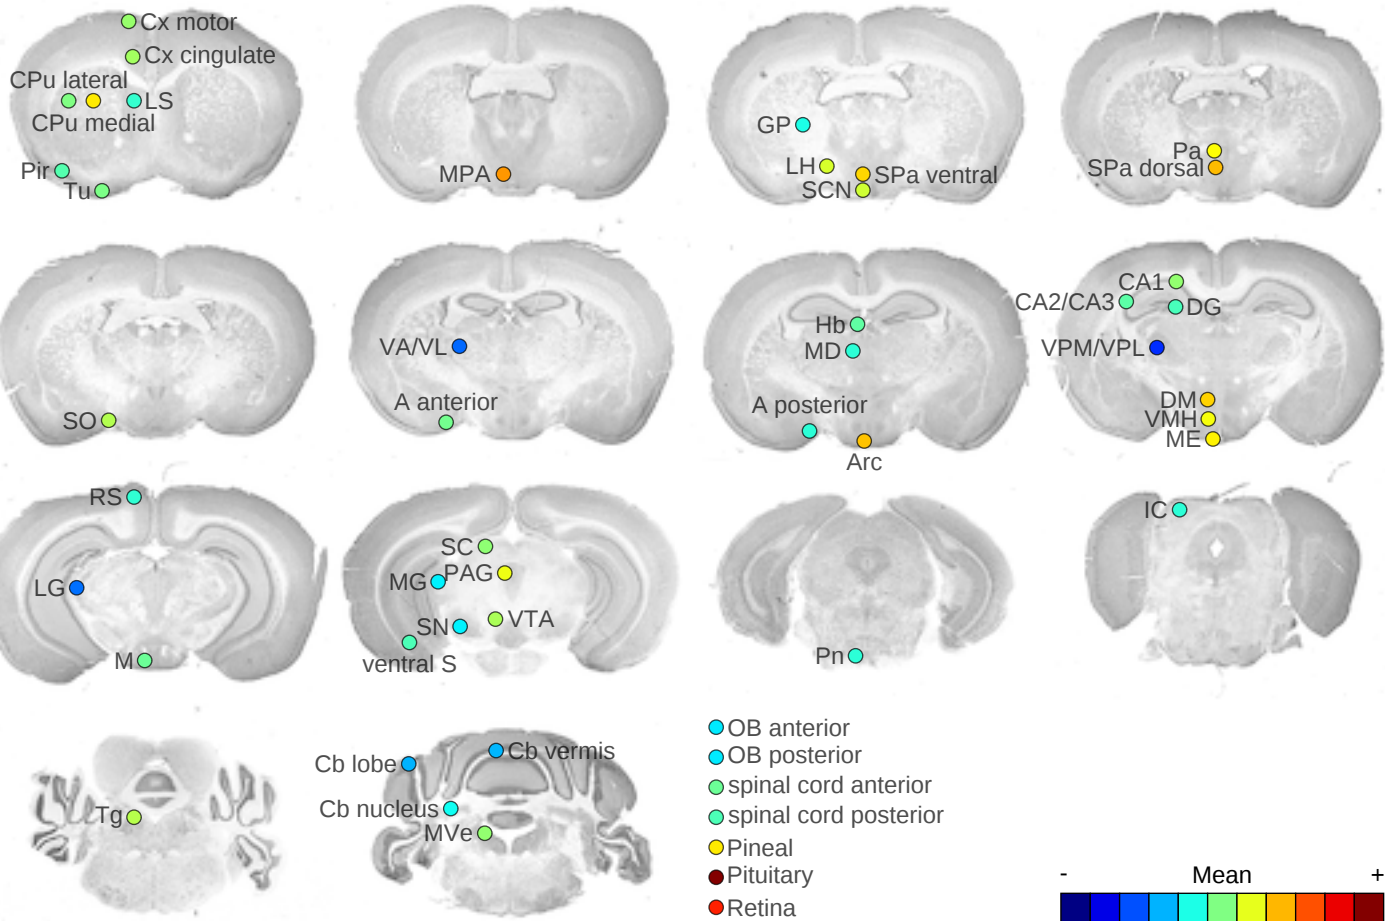 Cx motor
Cx cingulate
CPu lateral
LS
CPu medial
Pir
Tu
MPA
GP
LH
SPa ventral
SCN
Pa
SPa dorsal
SO
VA/VL
A anterior
Hb
MD
A posterior
Arc
CA1
CA2/CA3
DG
VPM/VPL
DM
VMH
ME
RS
LG
M
SC
MG
PAG
SN
VTA
ventral S
Pn
IC
Tg
Cb lobe
Cb vermis
Cb nucleus
MVe
OB anterior
OB posterior
spinal cord anterior
spinal cord posterior
Pineal
Pituitary
Retina
- Mean +